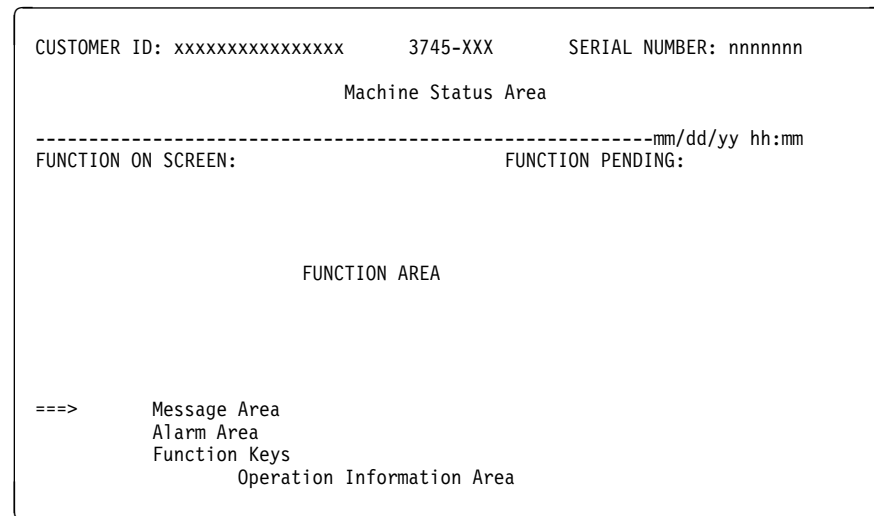 CUSTOMER ID: xxxxxxxxxxxxxxxx 3745-XXX SERIAL NUMBER: nnnnnnn
Machine Status Area
----------------------------------------------------------mm/dd/yy hh:mm
FUNCTION ON SCREEN: FUNCTION PENDING:
FUNCTION AREA
===> Message Area
Alarm Area
Function Keys
Operation Information Area